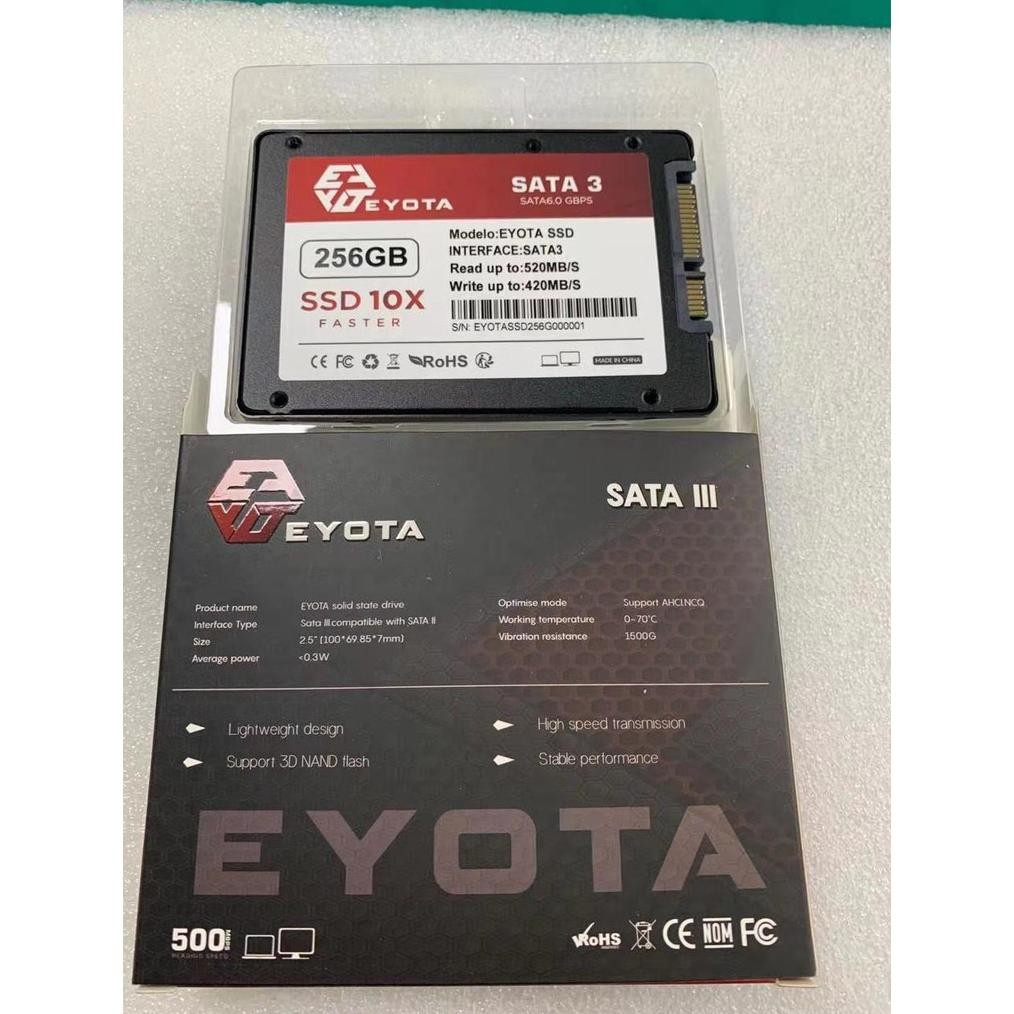 EYOTA
SATA 3
SATA6.0 GBPS
256GB
SSD 10X
FASTER
Modelo:EYOTA SSD
INTERFACE:SATA3
Read up to:520MB/S
Write up to:420MB/S
S/N: EYOTASSD256G000001
CE FC RoHS
MADE IN CHINA
EYOTA
SATA III
Product name EYOTA solid state drive
Interface Type Sata III.compatible with SATA II
Size 2.5" (100*69.85*7mm)
Average power <0.3W
Optimise mode Support AHCI.NCQ
Working temperature 0~70°C
Vibration resistance 1500G
Lightweight design
Support 3D NAND flash
High speed transmission
Stable performance
EYOTA
500 MBPS
READING SPEED
RoHS CE NOM FC